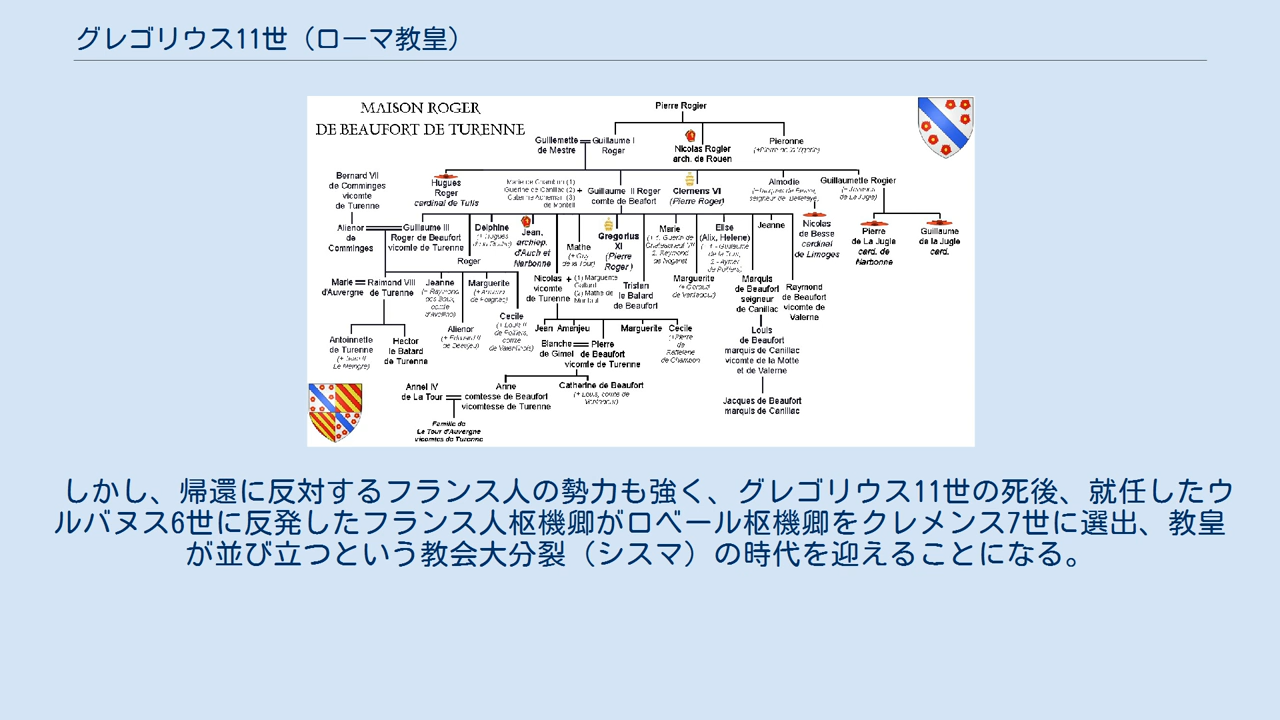 グレゴリウス11世（ローマ教皇）
MAISON ROGER
DE BEAUFORT DE TURENNE
Pierre Rogier
Guillemette
de Mestre
Guillaume I
Roger
Nicolas Rogier
arch. de Rouen
Pieronne
Bernard VII
de Comminges
vicomte
de Turenne
Hugues
Roger
cardinal de Tulls
Guillaume II Roger
comte de Beafort
Clemens VI
(Pierre Roger)
Almodie
Guillaumette Rogier
Alienor
de
Comminges
Guillaume III
Roger de Beaufort
vicomte de Turenne
Delphine
Roger
Jean,
archiep.
d'Auch et
Narbonne
Mathe
Gregorius
XI
(Pierre
Roger)
Marie
Elise
(Alix, Helene)
Jeanne
Nicolas
de Besse
cardinal
de Limoges
Pierre
de La Jugie
card. de
Narbonne
Guillaume
de la Jugie
card.
Marie
d'Auvergne
Raimond VIII
de Turenne
Jeanne
Marguerite
Cecile
Nicolas
vicomte
de Turenne
Tristan
le Batard
de Beaufort
Marguerite
Marquis
de Beaufort
seigneur
de Canillac
Raymond
de Beaufort
vicomte de
Valerne
Antoinnette
de Turenne
Hector
le Batard
de Turenne
Alienor
Jean Amanjeu
Marguerite
Cecile
Blanche
de Gimel
Pierre
de Beaufort
vicomte de Turenne
Louis
de Beaufort
marquis de Canillac
vicomte de la Motte
et de Valerne
Annet IV
de La Tour
Anne
comtesse de Beaufort
vicomtesse de Turenne
Catherine de Beaufort
Jacques de Beaufort
marquis de Canillac
Famille de
La Tour d'Auvergne
vicomtes de Turenne
しかし、帰還に反対するフランス人の勢力も強く、グレゴリウス11世の死後、就任したウ
ルバヌス6世に反発したフランス人枢機卿がロベール枢機卿をクレメンス7世に選出、教皇
が並び立つという教会大分裂（シスマ）の時代を迎えることになる。